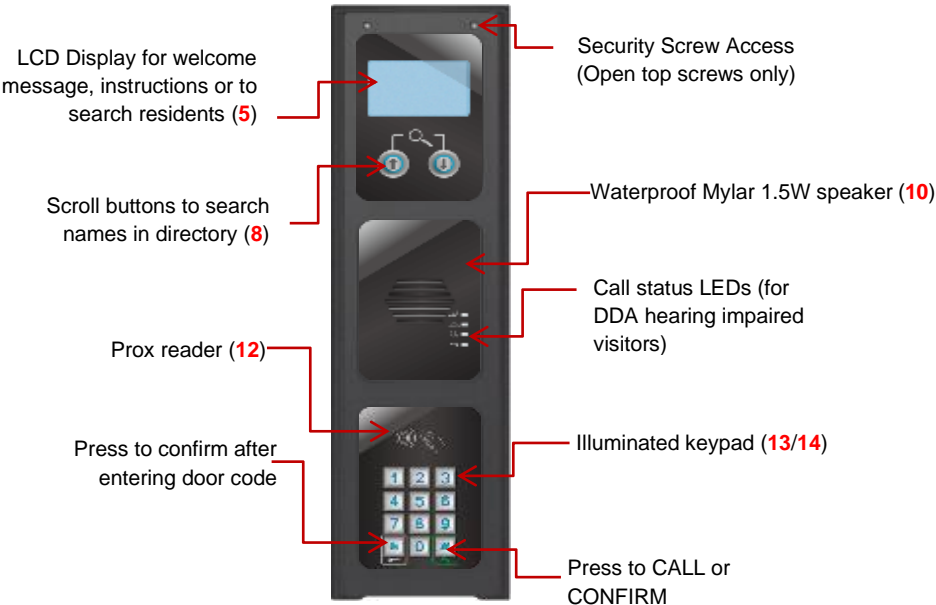 LCD Display for welcome
message, instructions or to
search residents (5)
Security Screw Access
(Open top screws only)
Scroll buttons to search
names in directory (8)
Waterproof Mylar 1.5W speaker (10)
Call status LEDs (for
DDA hearing impaired
visitors)
Prox reader (12)
Press to confirm after
entering door code
Illuminated keypad (13/14)
1 2 3
4 5 6
7 8 9
* 0 #
Press to CALL or
CONFIRM